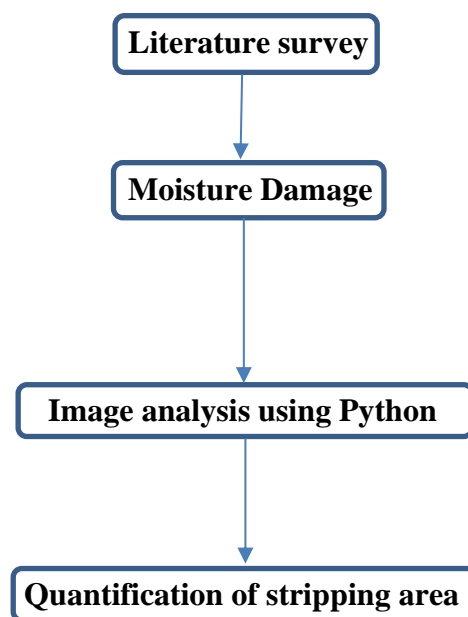 Literature survey
Moisture Damage
Image analysis using Python
Quantification of stripping area